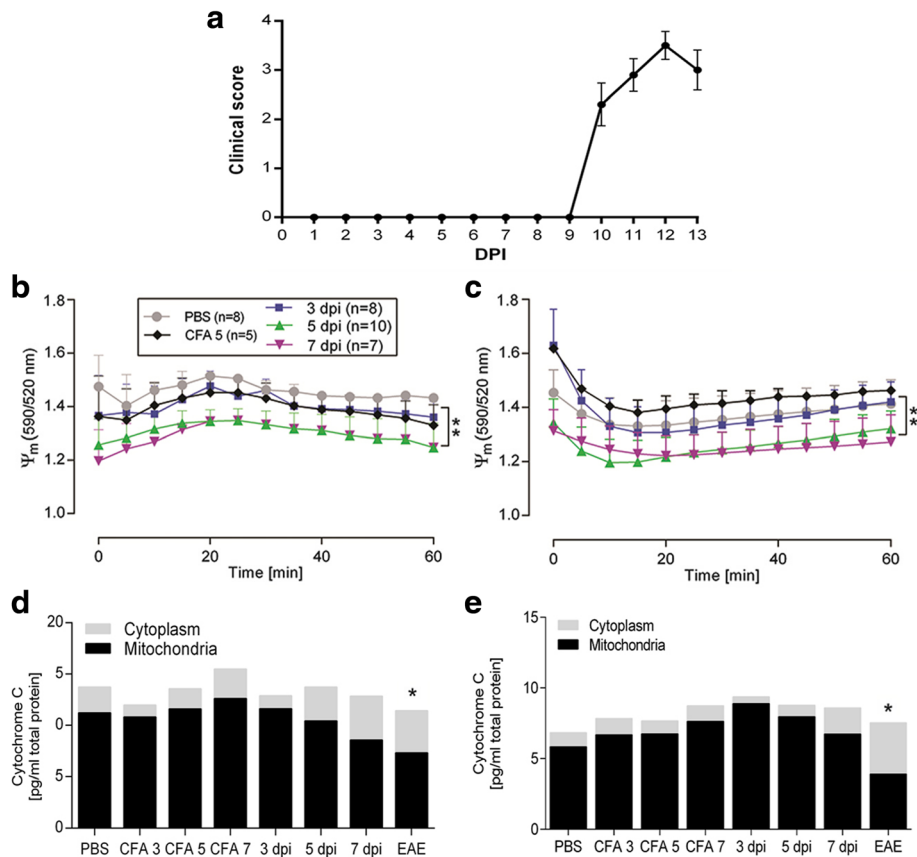 a
Clinical score
4
3
2
1
0
0 1 2 3 4 5 6 7 8 9 10 11 12 13
DPI
b
Ψm (590/520 nm)
1.8
1.6
1.4
1.2
1.0
PBS (n=8)
CFA 5 (n=5)
3 dpi (n=8)
5 dpi (n=10)
7 dpi (n=7)
**
0 20 40 60
Time [min]
c
Ψm (590/520 nm)
1.8
1.6
1.4
1.2
1.0
**
0 20 40 60
Time [min]
d
Cytochrome C
[pg/ml total protein]
20
5
0
5
0
Cytoplasm
Mitochondria
*
PBS CFA 3 CFA 5 CFA 7 3 dpi 5 dpi 7 dpi EAE
e
Cytochrome C
[pg/ml total protein]
15
10
5
0
Cytoplasm
Mitochondria
*
PBS CFA 3 CFA 5 CFA 7 3 dpi 5 dpi 7 dpi EAE